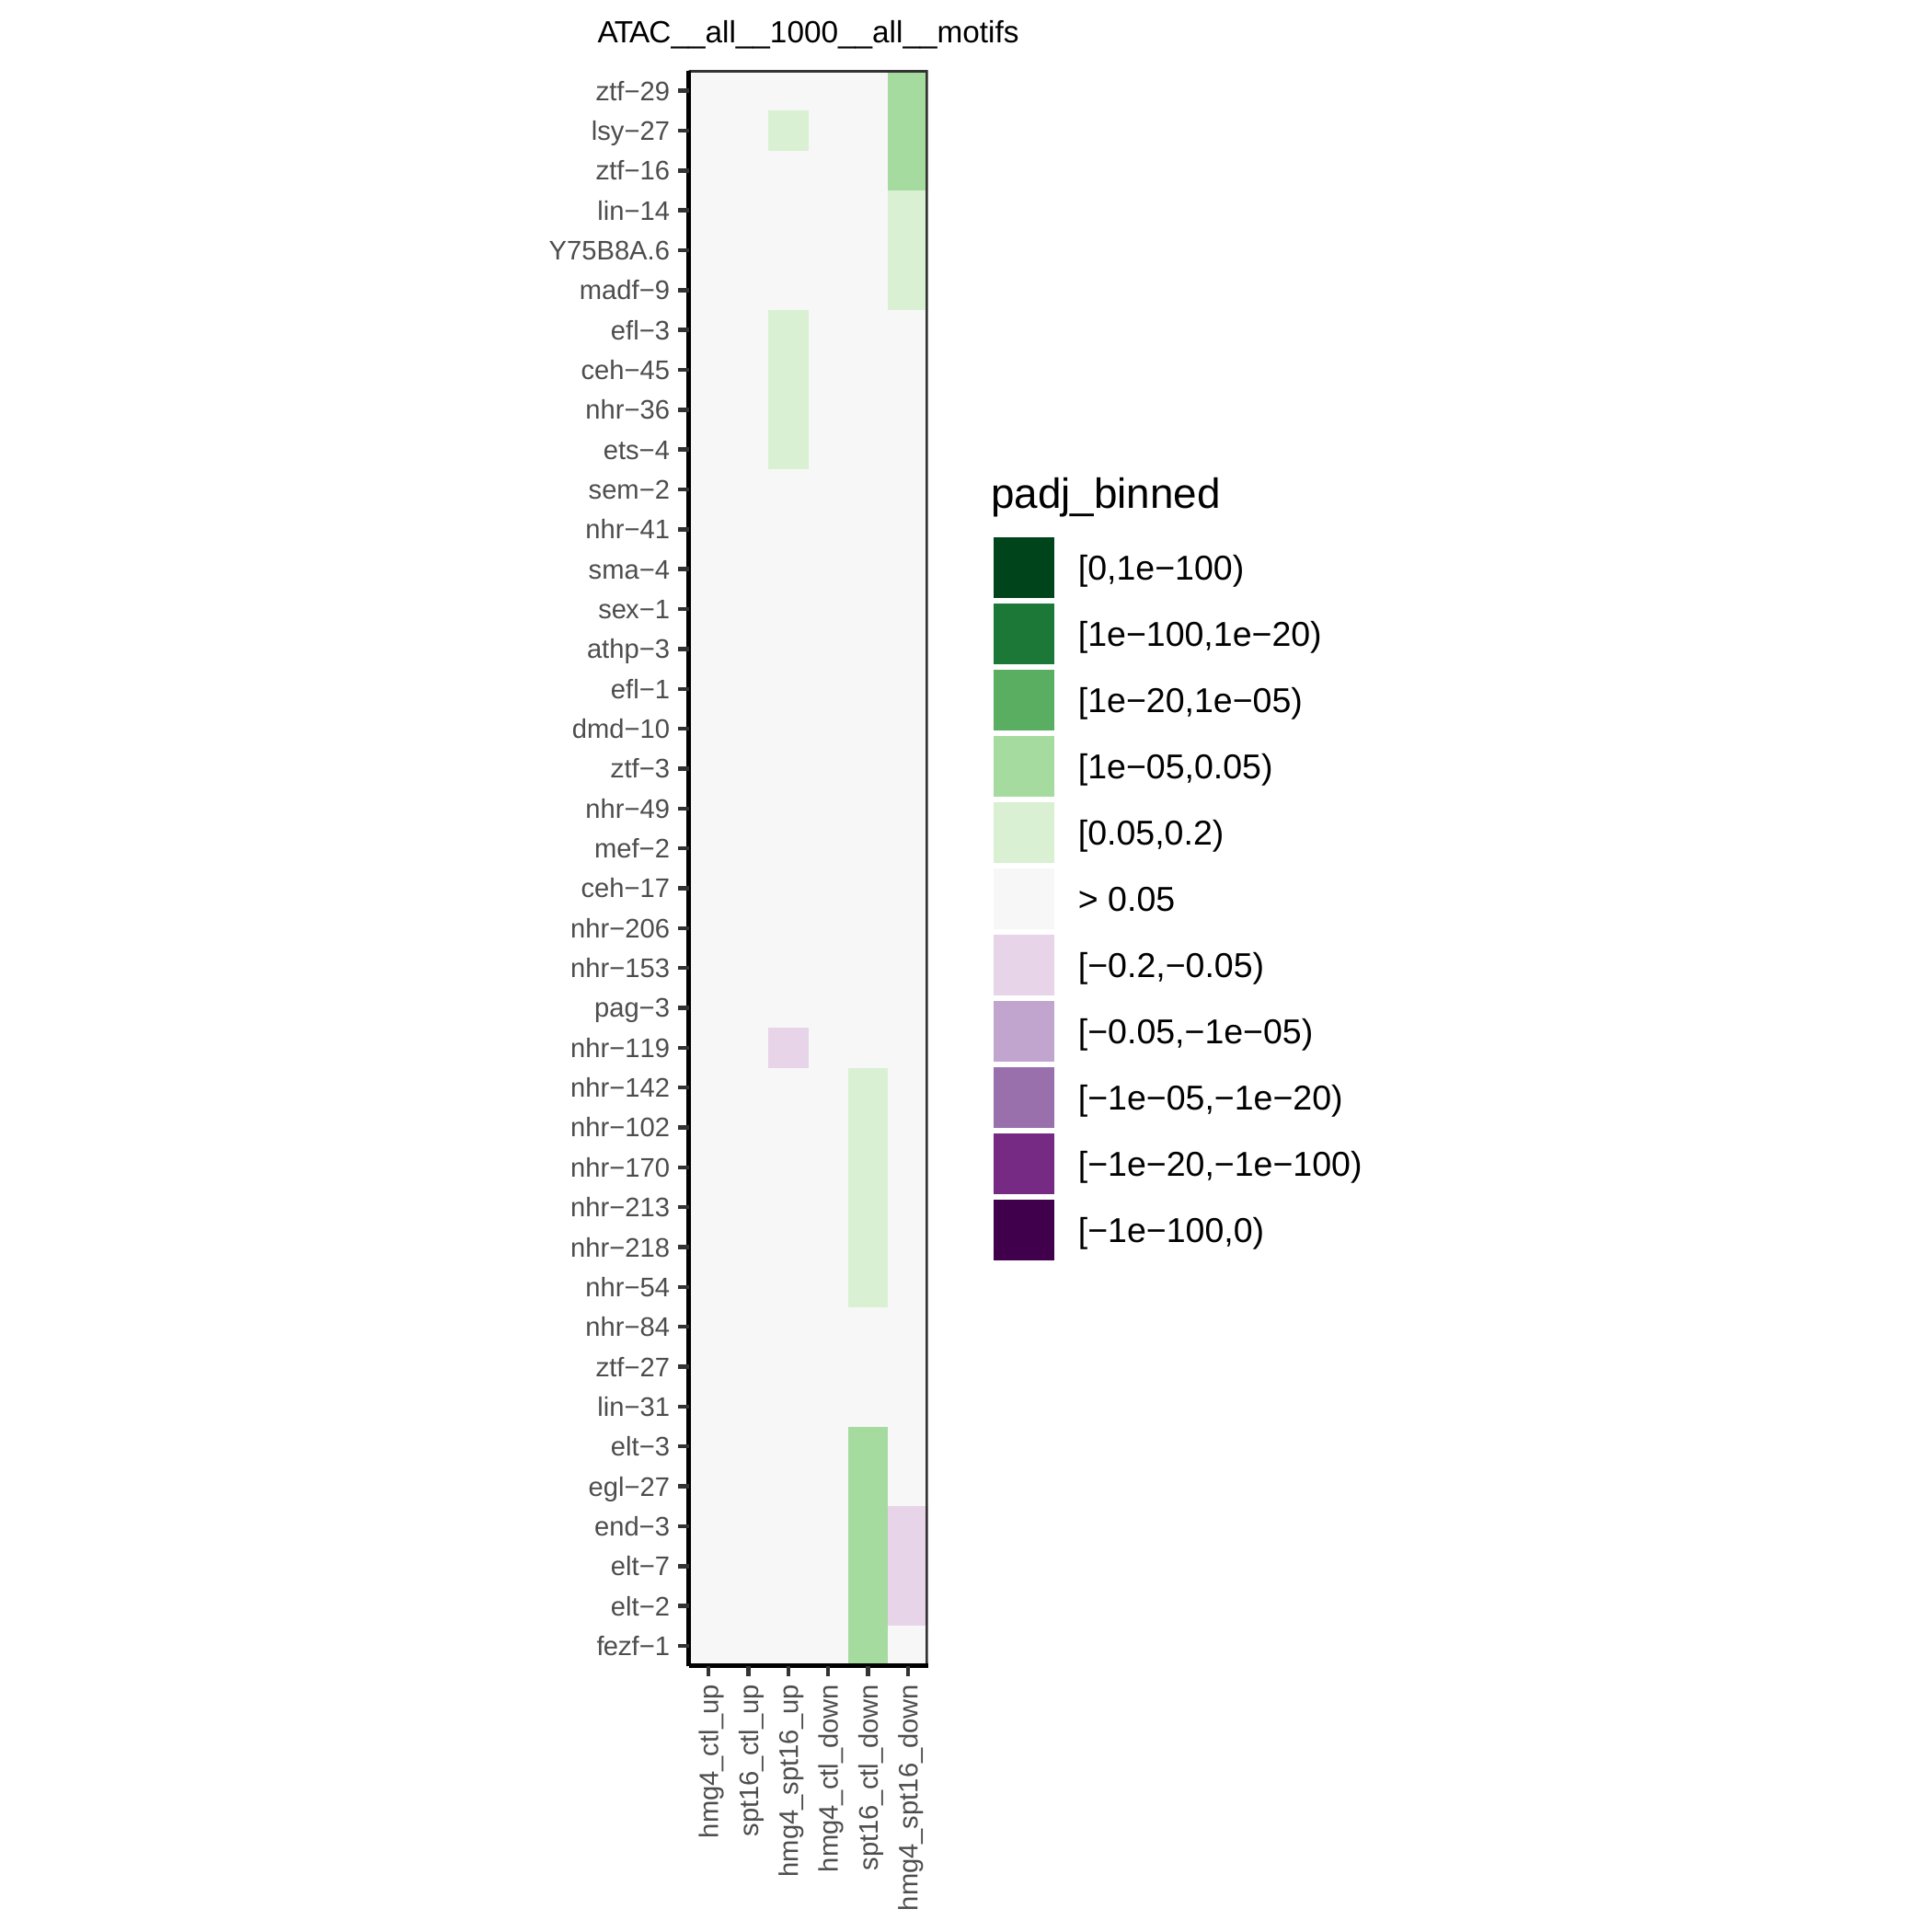 ATAC__all__1000__all__motifs
ztf−29
lsy−27
ztf−16
lin−14
Y75B8A.6
madf−9
efl−3
ceh−45
nhr−36
ets−4
sem−2
nhr−41
sma−4
sex−1
athp−3
efl−1
dmd−10
ztf−3
nhr−49
mef−2
ceh−17
nhr−206
nhr−153
pag−3
nhr−119
nhr−142
nhr−102
nhr−170
nhr−213
nhr−218
nhr−54
nhr−84
ztf−27
lin−31
elt−3
egl−27
end−3
elt−7
elt−2
fezf−1
hmg4_ctl_up
spt16_ctl_up
hmg4_spt16_up
hmg4_ctl_down
spt16_ctl_down
hmg4_spt16_down
padj_binned
[0,1e−100)
[1e−100,1e−20)
[1e−20,1e−05)
[1e−05,0.05)
[0.05,0.2)
> 0.05
[−0.2,−0.05)
[−0.05,−1e−05)
[−1e−05,−1e−20)
[−1e−20,−1e−100)
[−1e−100,0)